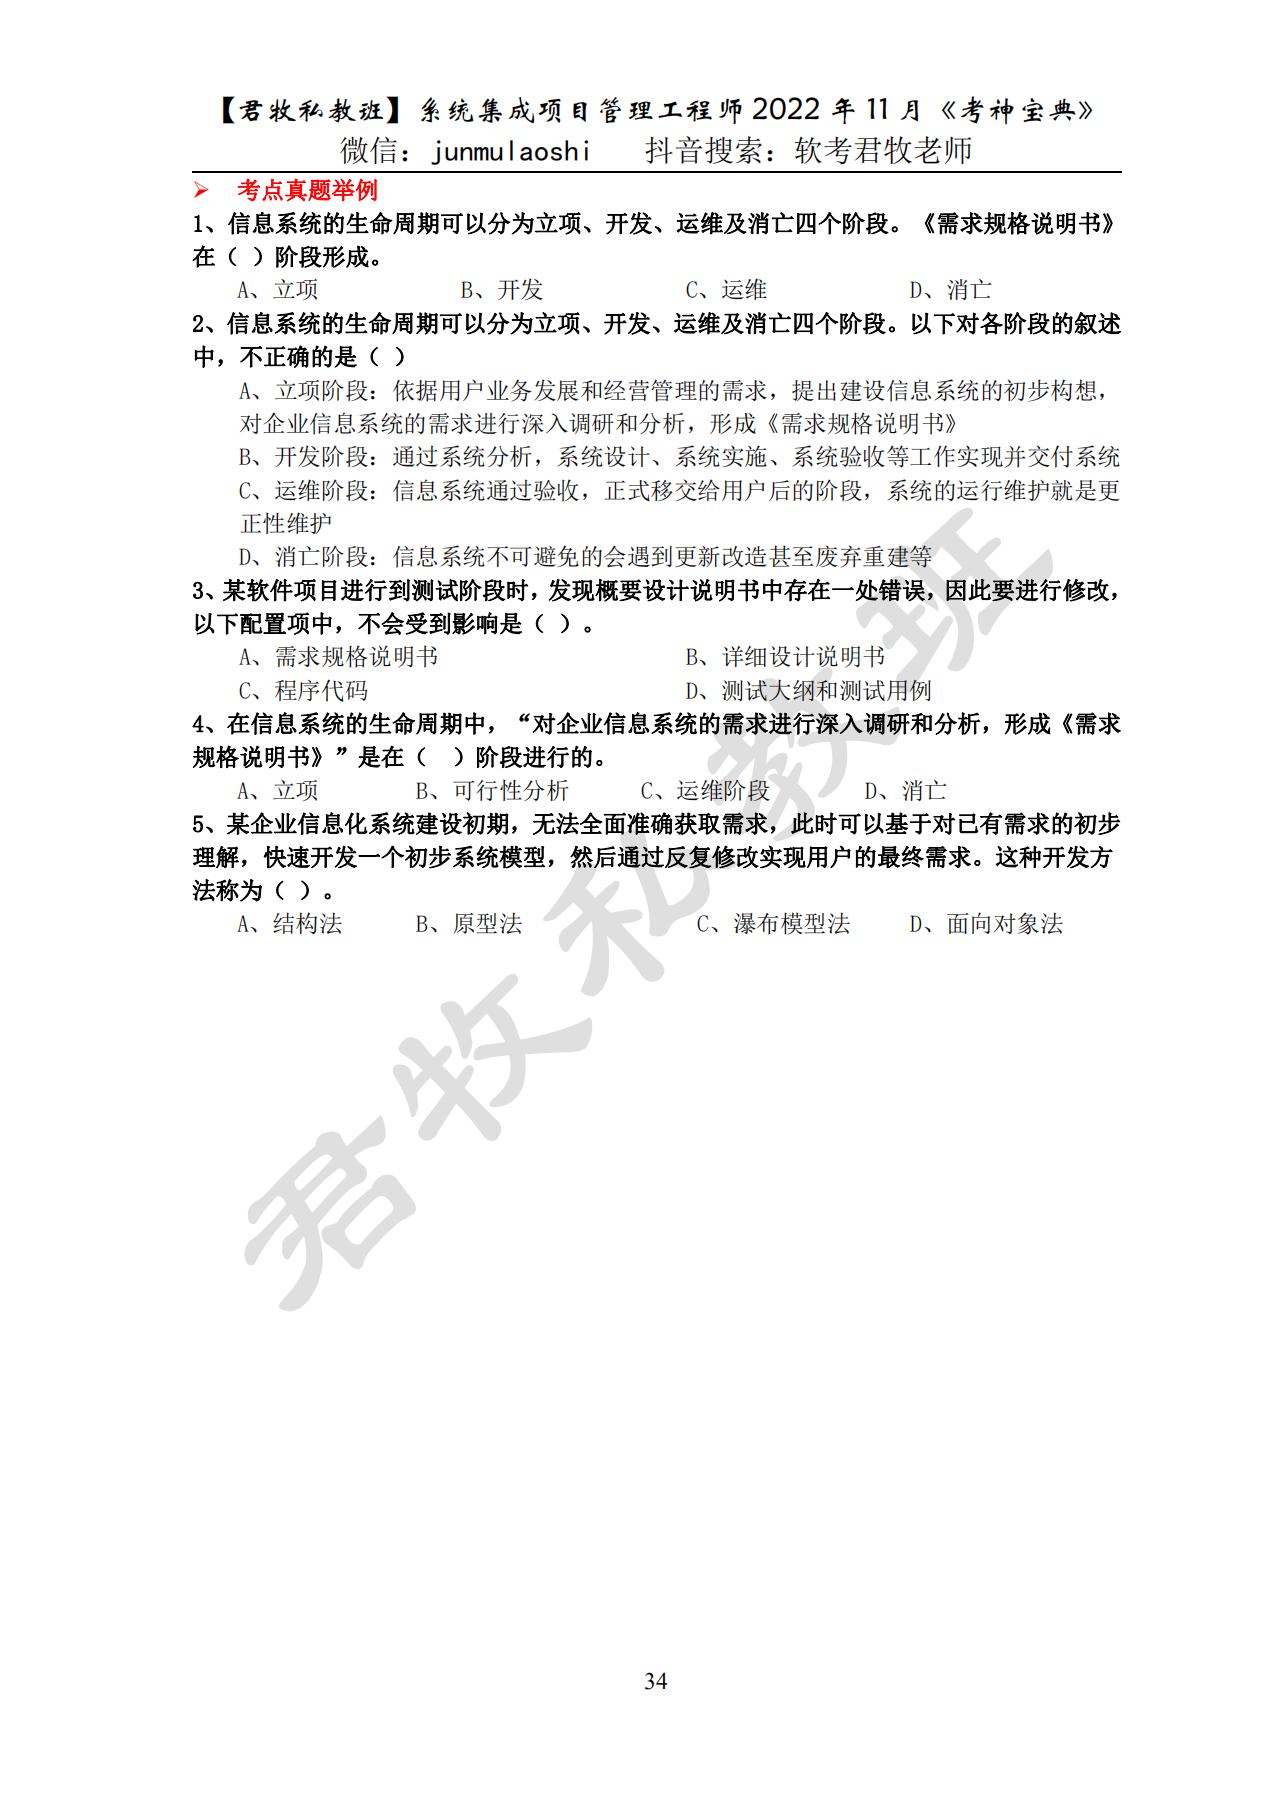 【君牧私教班】系统集成项目管理工程师 2022 年 11 月《考神宝典》
微信：junmulaoshi 抖音搜索：软考君牧老师
➢ 考点真题举例
1、信息系统的生命周期可以分为立项、开发、运维及消亡四个阶段。《需求规格说明书》
在（ ）阶段形成。
A、立项 B、开发 C、运维 D、消亡
2、信息系统的生命周期可以分为立项、开发、运维及消亡四个阶段。以下对各阶段的叙述
中，不正确的是（ ）
A、立项阶段：依据用户业务发展和经营管理的需求，提出建设信息系统的初步构想，
对企业信息系统的需求进行深入调研和分析，形成《需求规格说明书》
B、开发阶段：通过系统分析，系统设计、系统实施、系统验收等工作实现并交付系统
C、运维阶段：信息系统通过验收，正式移交给用户后的阶段，系统的运行维护就是更
正性维护
D、消亡阶段：信息系统不可避免的会遇到更新改造甚至废弃重建等
3、某软件项目进行到测试阶段时，发现概要设计说明书中存在一处错误，因此要进行修改，
以下配置项中，不会受到影响是（ ）。
A、需求规格说明书 B、详细设计说明书
C、程序代码 D、测试大纲和测试用例
4、在信息系统的生命周期中，“对企业信息系统的需求进行深入调研和分析，形成《需求
规格说明书》”是在（ ）阶段进行的。
A、立项 B、可行性分析 C、运维阶段 D、消亡
5、某企业信息化系统建设初期，无法全面准确获取需求，此时可以基于对已有需求的初步
理解，快速开发一个初步系统模型，然后通过反复修改实现用户的最终需求。这种开发方
法称为（ ）。
A、结构法 B、原型法 C、瀑布模型法 D、面向对象法
君牧私教班
34